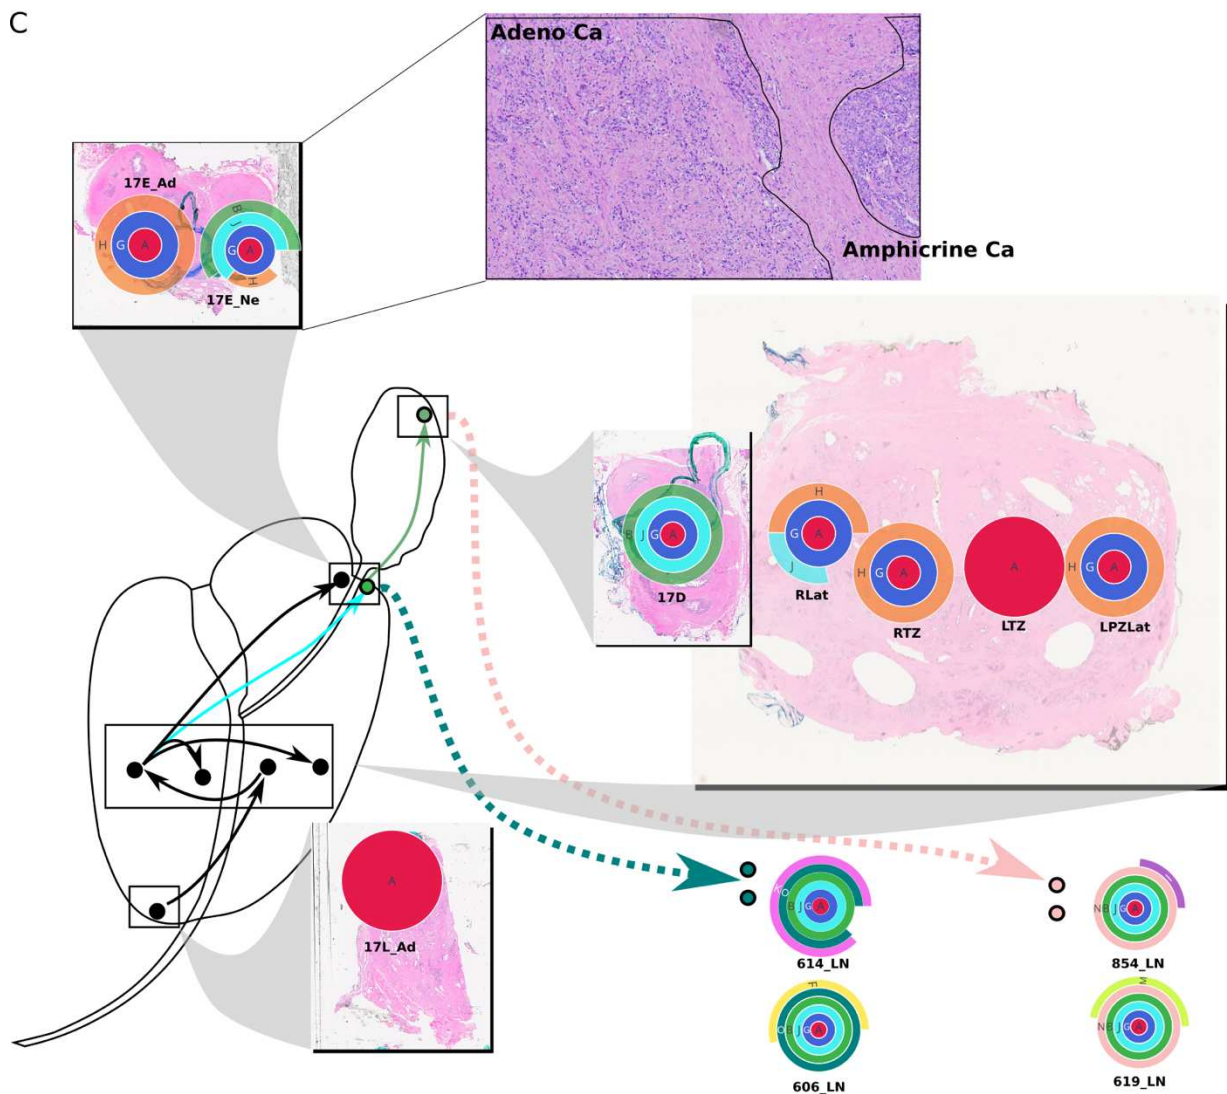 C
Adeno Ca
Amphicrine Ca
17E_Ad
H G A
B
J
G A
H
17E_Ne
B J G A
17D
H
G A
J
RLat
H G A
RTZ
A
LTZ
H G A
LPZLat
A
17L_Ad
K O B J G A
614_LN
I
N B J G A
854_LN
F
O B J G A
606_LN
M
N B J G A
619_LN